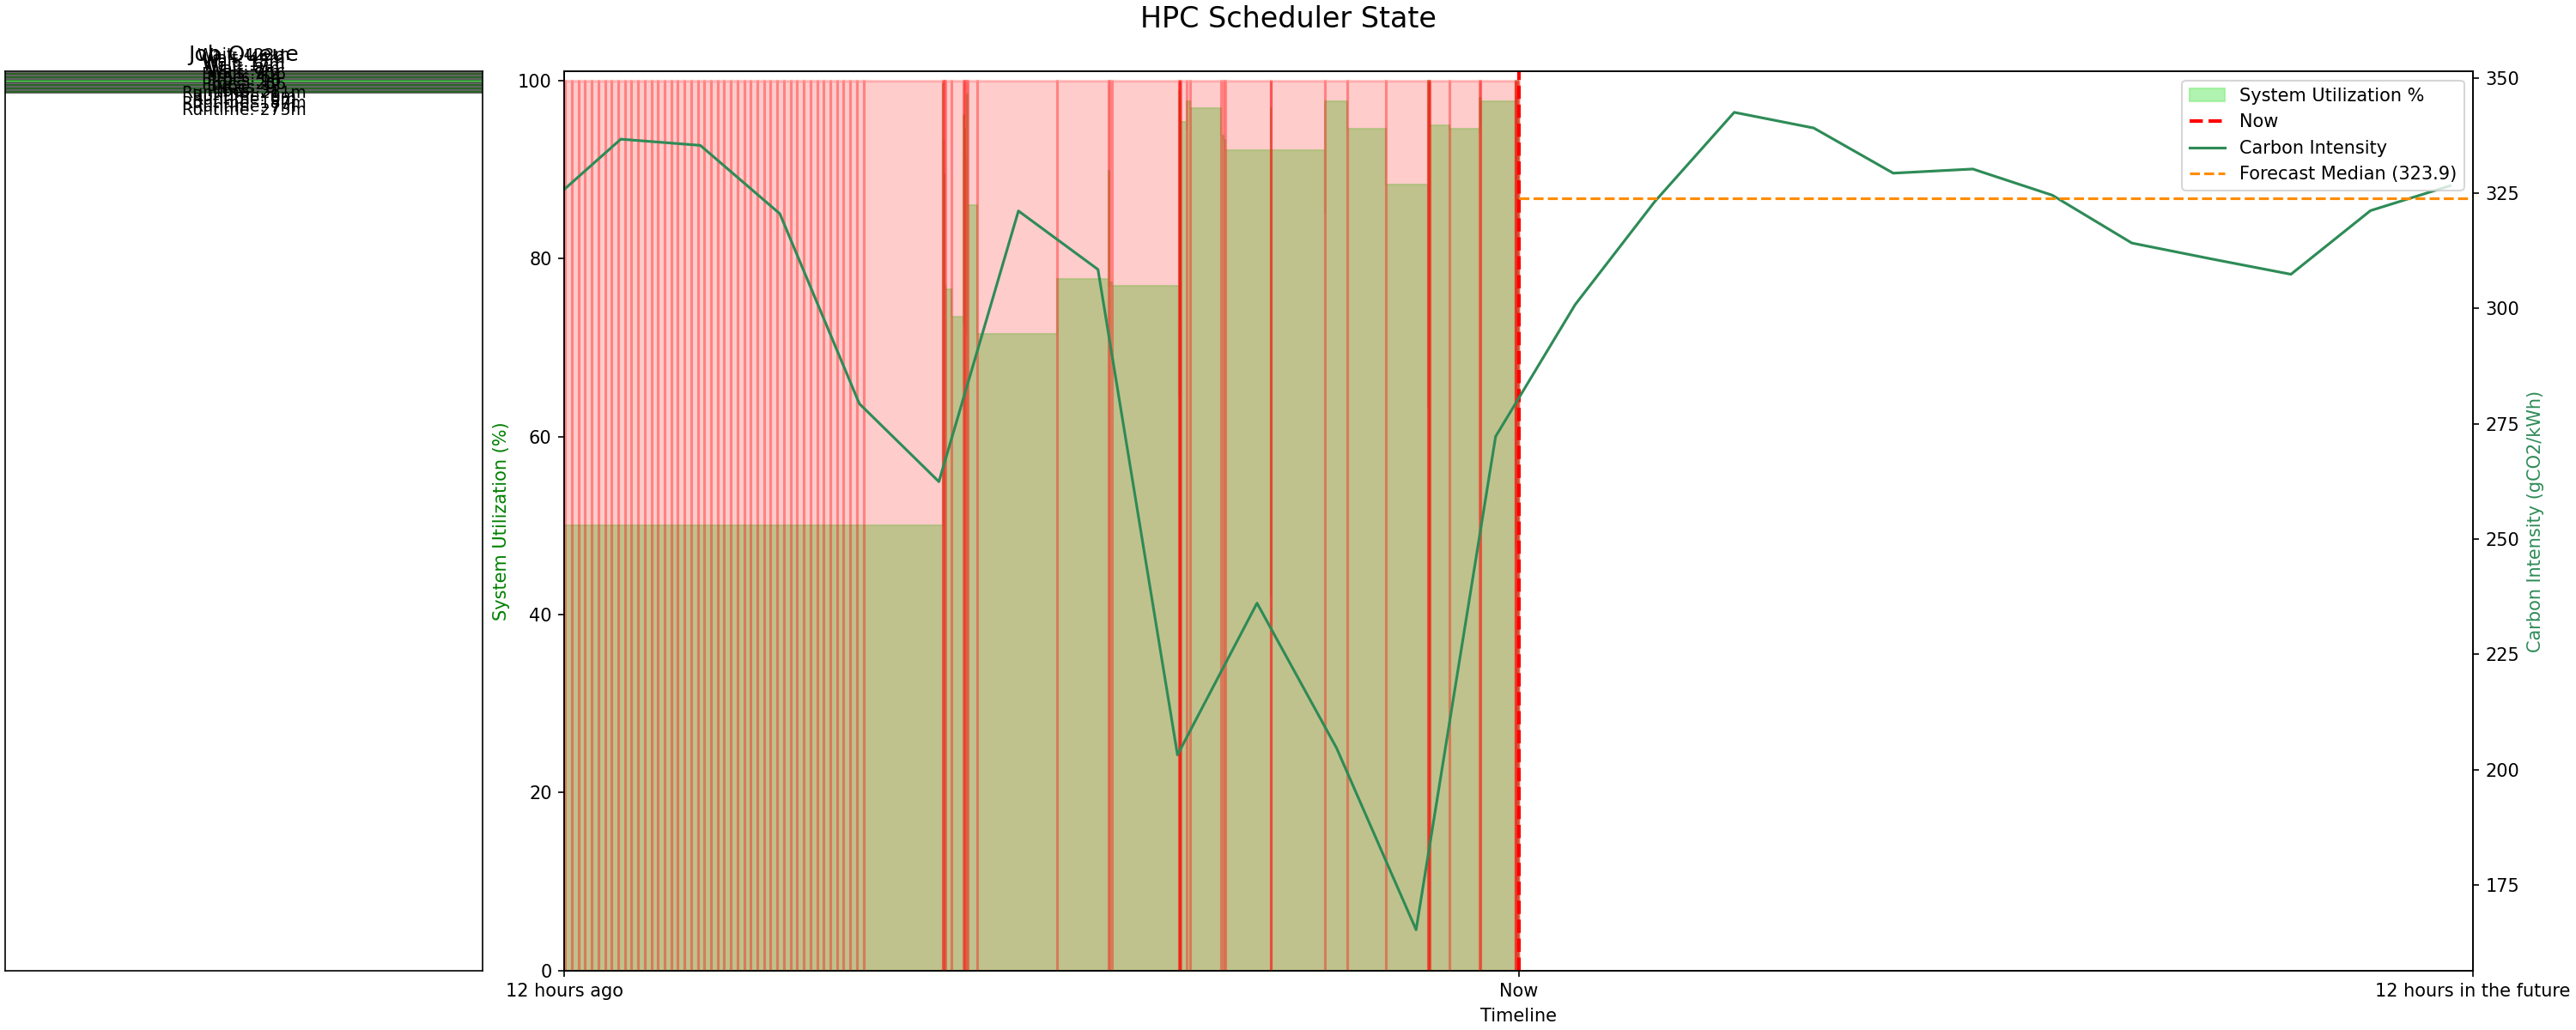 HPC Scheduler State
Job Queue
Runtime: 275m
System Utilization (%)
100
80
60
40
20
0
12 hours ago
Now
12 hours in the future
Timeline
350
325
300
275
250
225
200
175
Carbon Intensity (gCO2/kWh)
System Utilization %
Now
Carbon Intensity
Forecast Median (323.9)